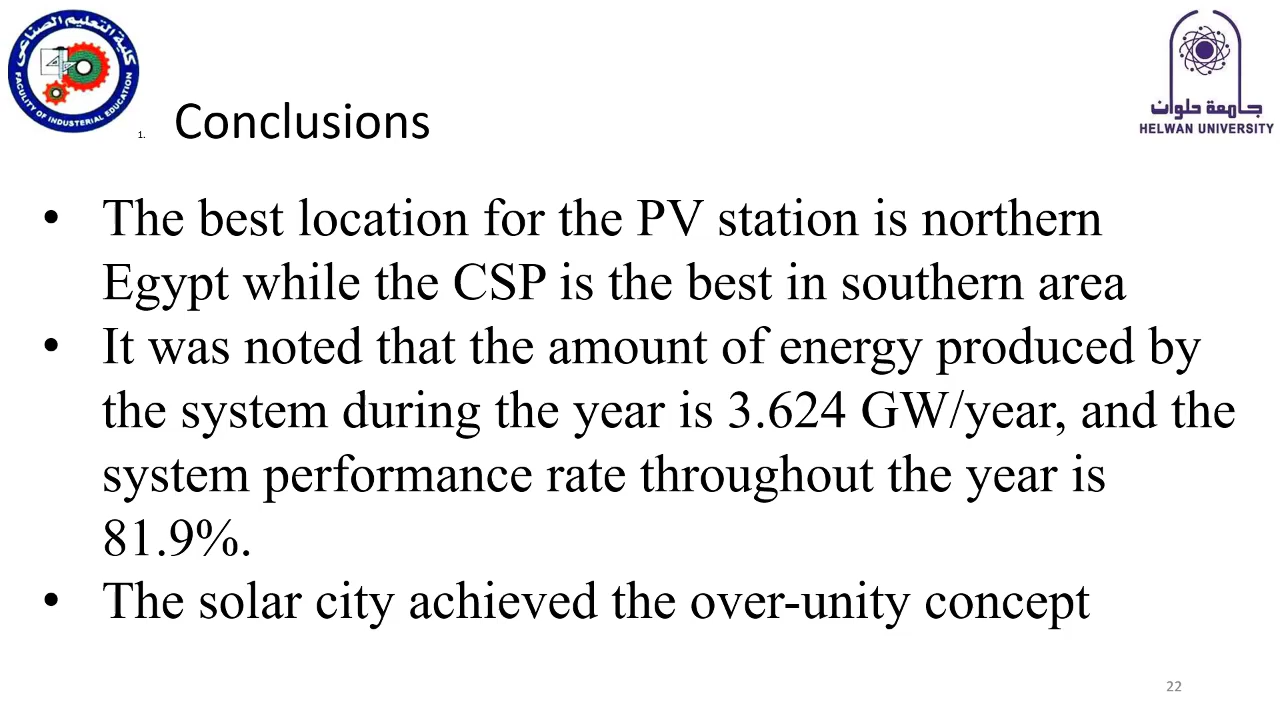 كلية التعليم الصناعى
FACULITY OF INDUSTERIAL EDUCATION
جامعة حلوان
HELWAN UNIVERSITY
1. Conclusions
• The best location for the PV station is northern
Egypt while the CSP is the best in southern area
• It was noted that the amount of energy produced by
the system during the year is 3.624 GW/year, and the
system performance rate throughout the year is
81.9%.
• The solar city achieved the over-unity concept
22